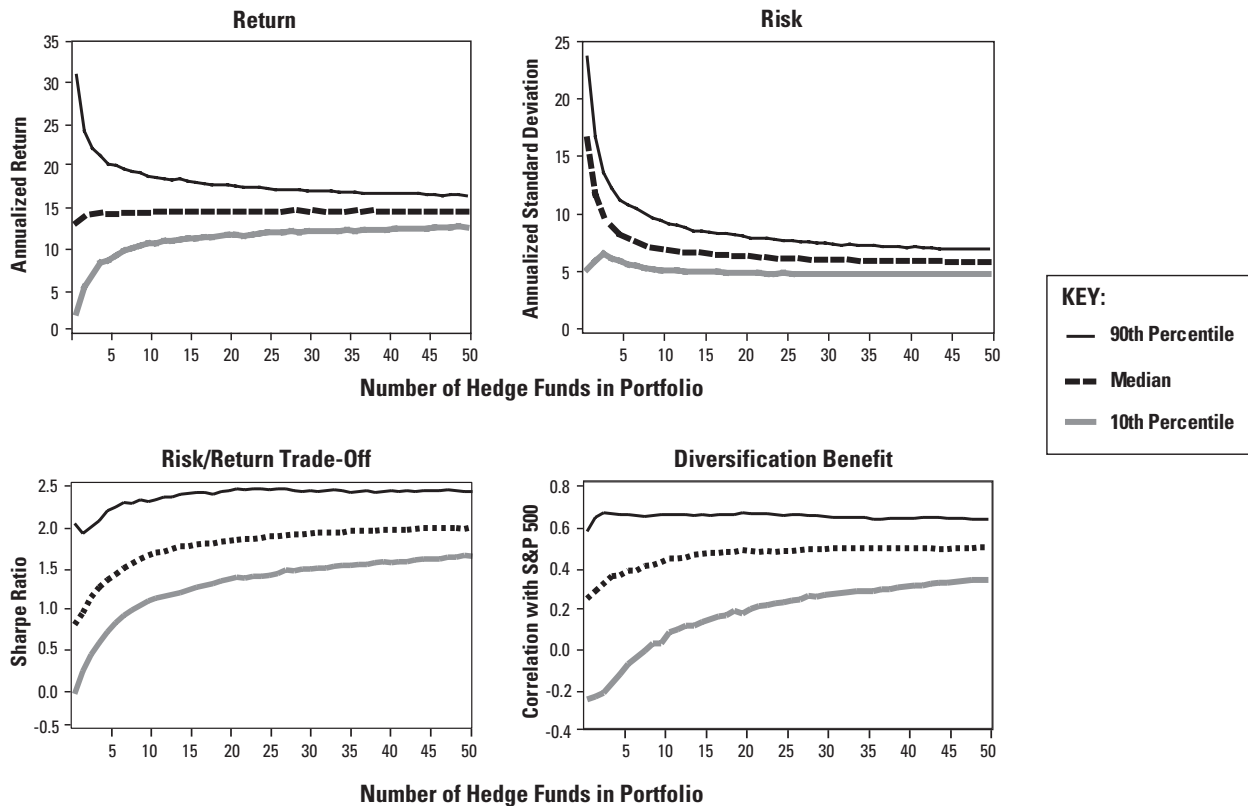 Return
Annualized Return
35
30
25
20
15
10
5
0
5 10 15 20 25 30 35 40 45 50
Risk
Annualized Standard Deviation
25
20
15
10
5
0
5 10 15 20 25 30 35 40 45 50
Number of Hedge Funds in Portfolio
KEY:
90th Percentile
Median
10th Percentile
Risk/Return Trade-Off
Sharpe Ratio
2.5
2.0
1.5
1.0
0.5
0.0
-0.5
5 10 15 20 25 30 35 40 45 50
Diversification Benefit
Correlation with S&P 500
0.8
0.6
0.4
0.2
0.0
-0.2
-0.4
5 10 15 20 25 30 35 40 45 50
Number of Hedge Funds in Portfolio